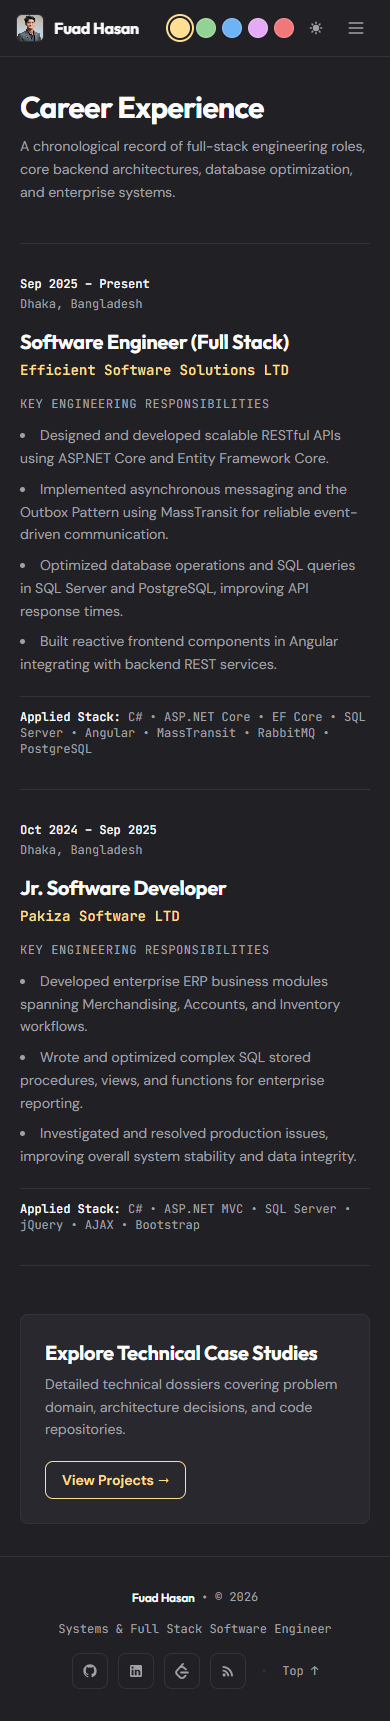 Fuad Hasan
Career Experience
A chronological record of full-stack engineering roles,
core backend architectures, database optimization,
and enterprise systems.
Sep 2025 – Present
Dhaka, Bangladesh
Software Engineer (Full Stack)
Efficient Software Solutions LTD
KEY ENGINEERING RESPONSIBILITIES
• Designed and developed scalable RESTful APIs
using ASP.NET Core and Entity Framework Core.
• Implemented asynchronous messaging and the
Outbox Pattern using MassTransit for reliable event-
driven communication.
• Optimized database operations and SQL queries
in SQL Server and PostgreSQL, improving API
response times.
• Built reactive frontend components in Angular
integrating with backend REST services.
Applied Stack: C# • ASP.NET Core • EF Core • SQL
Server • Angular • MassTransit • RabbitMQ •
PostgreSQL
Oct 2024 – Sep 2025
Dhaka, Bangladesh
Jr. Software Developer
Pakiza Software LTD
KEY ENGINEERING RESPONSIBILITIES
• Developed enterprise ERP business modules
spanning Merchandising, Accounts, and Inventory
workflows.
• Wrote and optimized complex SQL stored
procedures, views, and functions for enterprise
reporting.
• Investigated and resolved production issues,
improving overall system stability and data integrity.
Applied Stack: C# • ASP.NET MVC • SQL Server •
jQuery • AJAX • Bootstrap
Explore Technical Case Studies
Detailed technical dossiers covering problem
domain, architecture decisions, and code
repositories.
View Projects →
Fuad Hasan • © 2026
Systems & Full Stack Software Engineer
· Top ↑